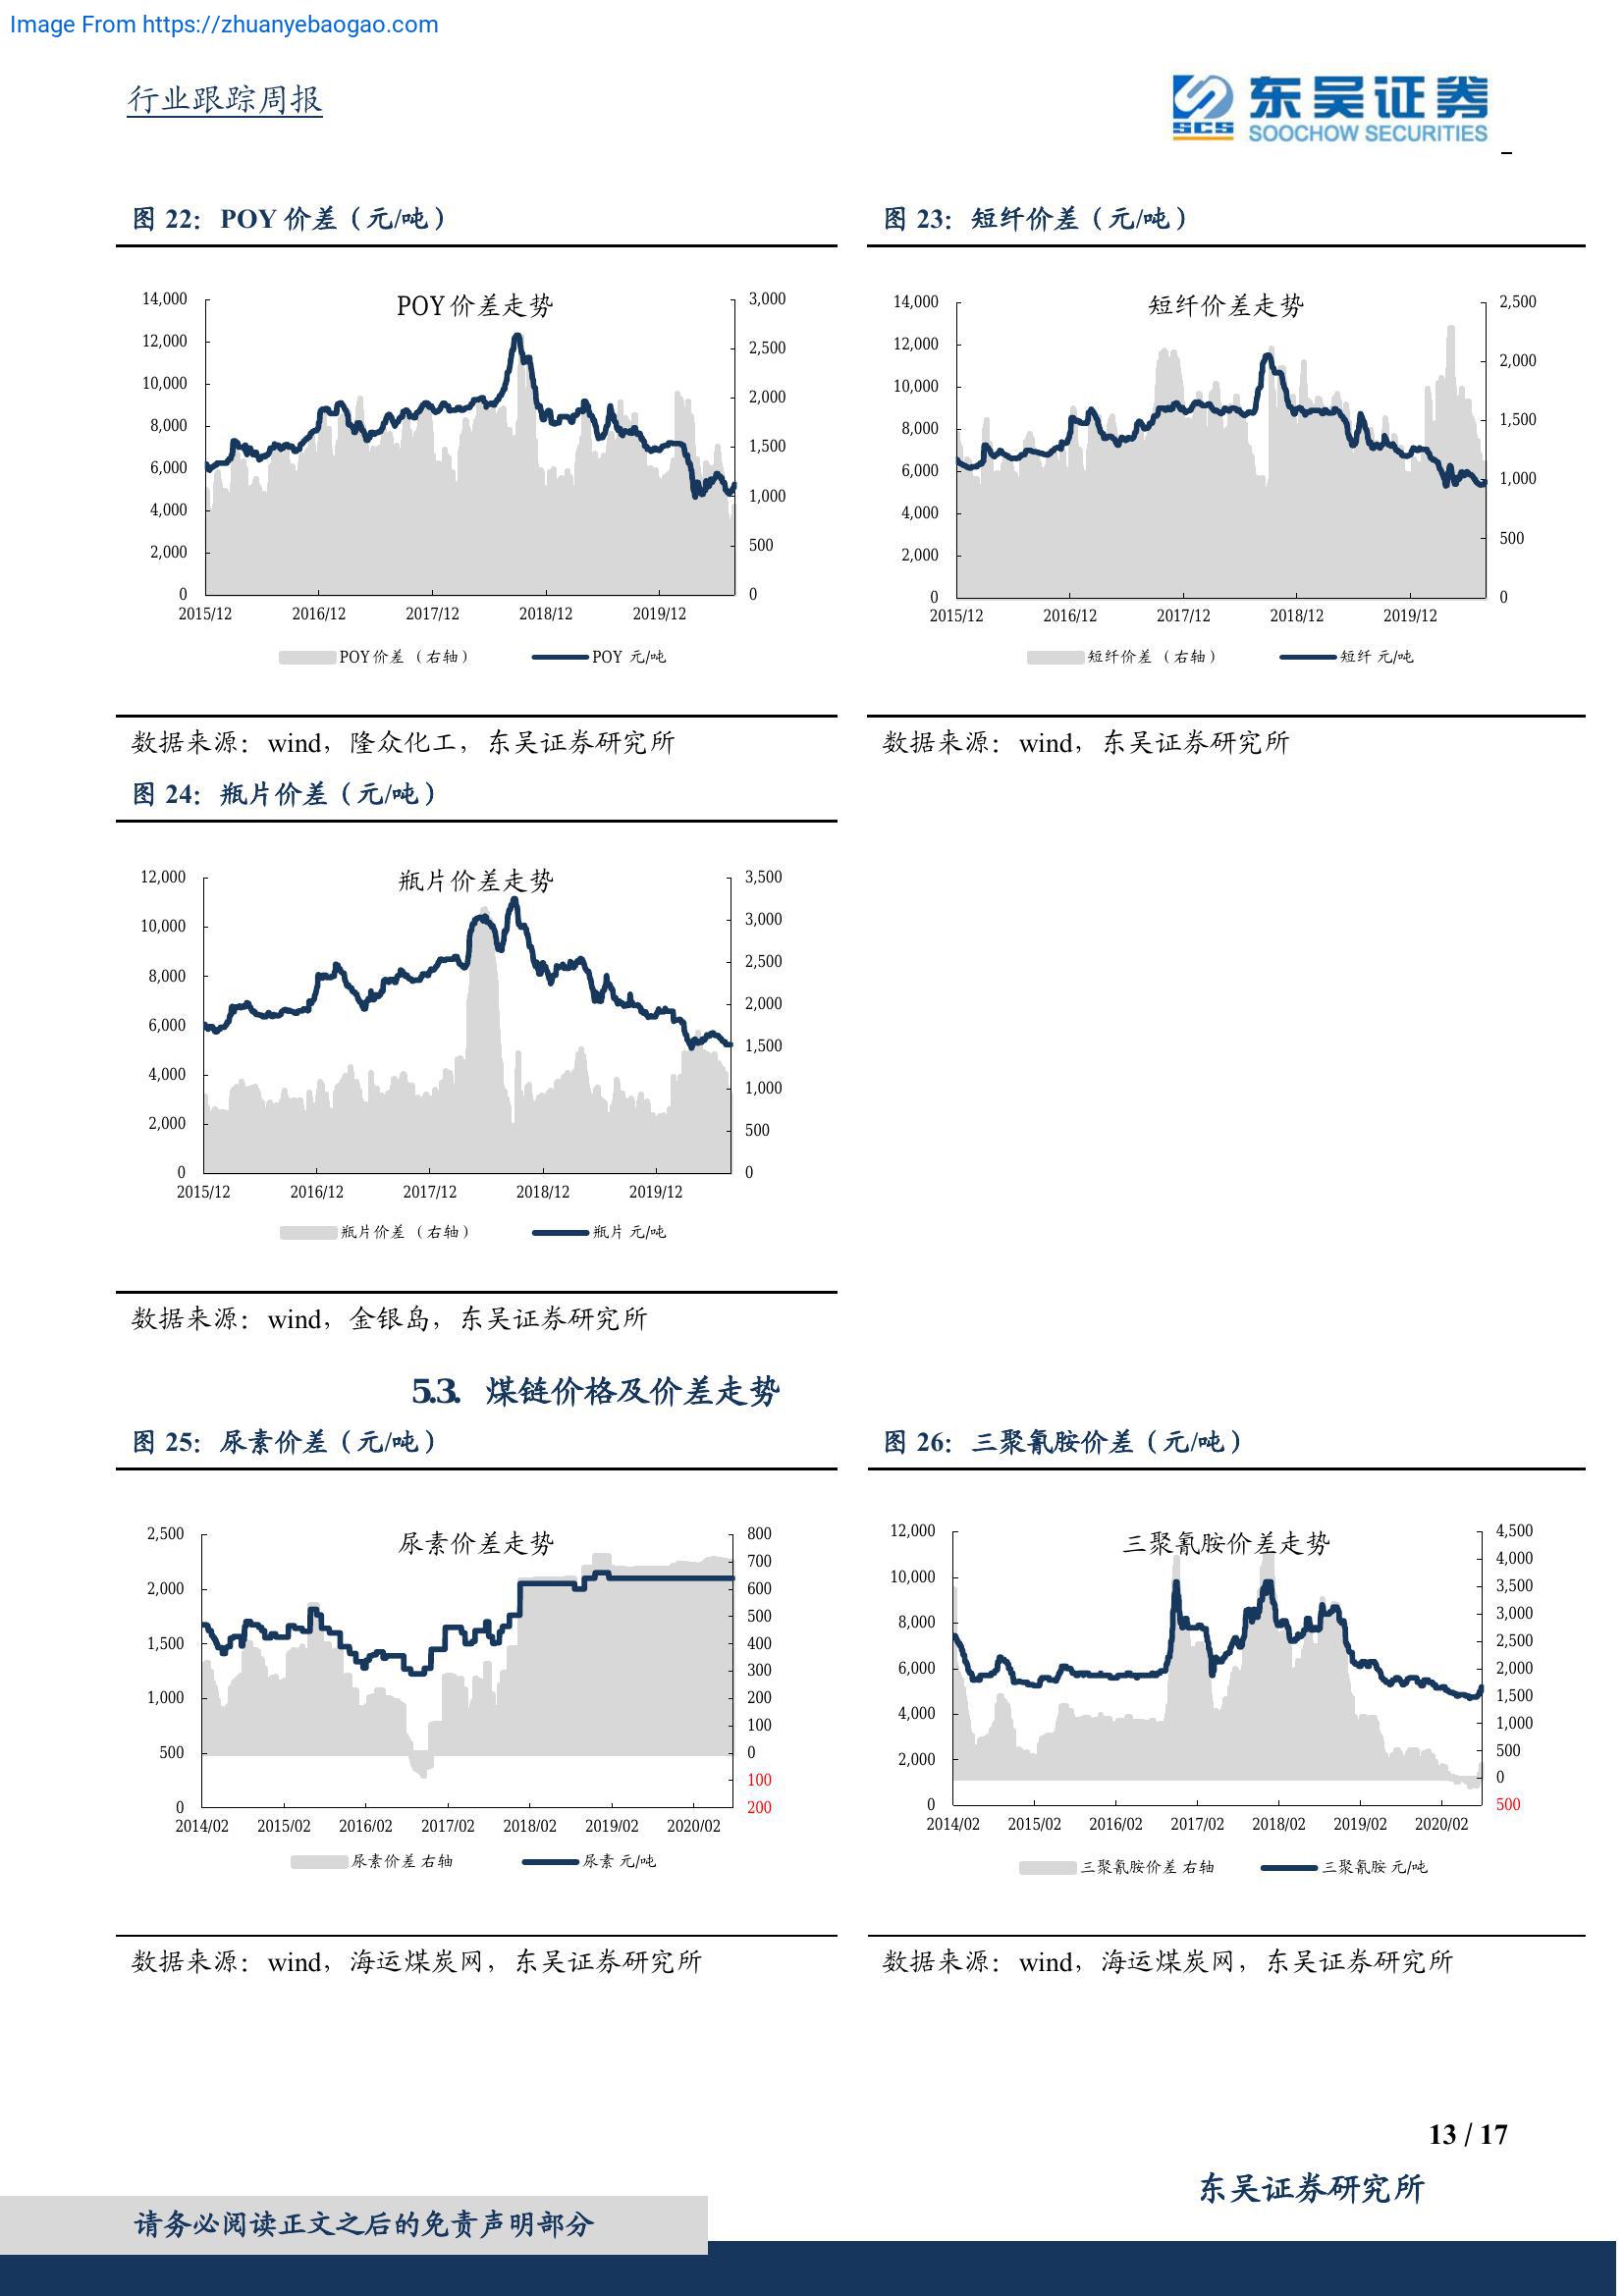 Image From https://zhuanyebaogao.com
行业跟踪周报
SCS 东吴证券
SOOCHOW SECURITIES
图 22：POY 价差（元/吨）
POY价差走势
14,000
12,000
10,000
8,000
6,000
4,000
2,000
0
3,000
2,500
2,000
1,500
1,000
500
0
2015/12 2016/12 2017/12 2018/12 2019/12
POY价差（右轴） POY 元/吨
数据来源：wind，隆众化工，东吴证券研究所
图 23：短纤价差（元/吨）
短纤价差走势
14,000
12,000
10,000
8,000
6,000
4,000
2,000
0
2,500
2,000
1,500
1,000
500
0
2015/12 2016/12 2017/12 2018/12 2019/12
短纤价差（右轴） 短纤 元/吨
数据来源：wind，东吴证券研究所
图 24：瓶片价差（元/吨）
瓶片价差走势
12,000
10,000
8,000
6,000
4,000
2,000
0
3,500
3,000
2,500
2,000
1,500
1,000
500
0
2015/12 2016/12 2017/12 2018/12 2019/12
瓶片价差（右轴） 瓶片 元/吨
数据来源：wind，金银岛，东吴证券研究所
5.3. 煤链价格及价差走势
图 25：尿素价差（元/吨）
尿素价差走势
2,500
2,000
1,500
1,000
500
0
800
700
600
500
400
300
200
100
0
100
200
2014/02 2015/02 2016/02 2017/02 2018/02 2019/02 2020/02
尿素价差 右轴 尿素 元/吨
数据来源：wind，海运煤炭网，东吴证券研究所
图 26：三聚氰胺价差（元/吨）
三聚氰胺价差走势
12,000
10,000
8,000
6,000
4,000
2,000
0
4,500
4,000
3,500
3,000
2,500
2,000
1,500
1,000
500
0
500
2014/02 2015/02 2016/02 2017/02 2018/02 2019/02 2020/02
三聚氰胺价差 右轴 三聚氰胺 元/吨
数据来源：wind，海运煤炭网，东吴证券研究所
13 / 17
东吴证券研究所
请务必阅读正文之后的免责声明部分